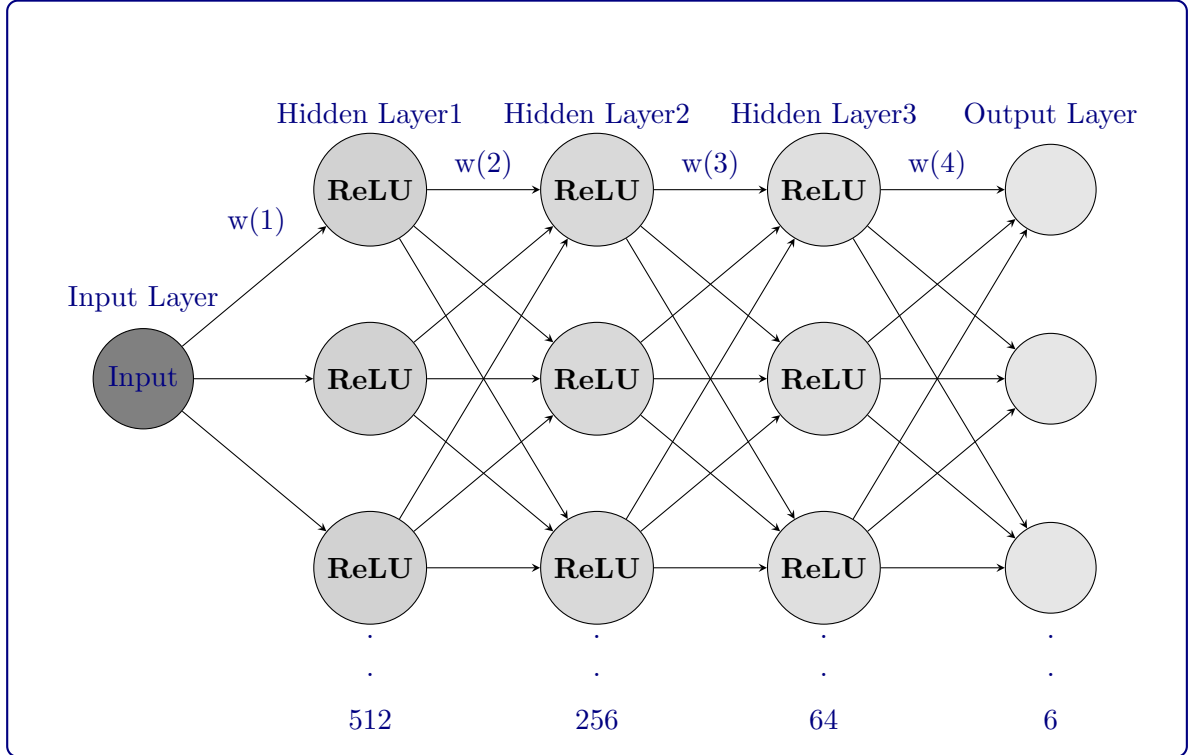 Hidden Layer1 Hidden Layer2 Hidden Layer3 Output Layer
w(2) w(3) w(4)
ReLU ReLU ReLU
w(1)
Input Layer
Input ReLU ReLU ReLU
ReLU ReLU ReLU
. . . .
. . . .
512 256 64 6